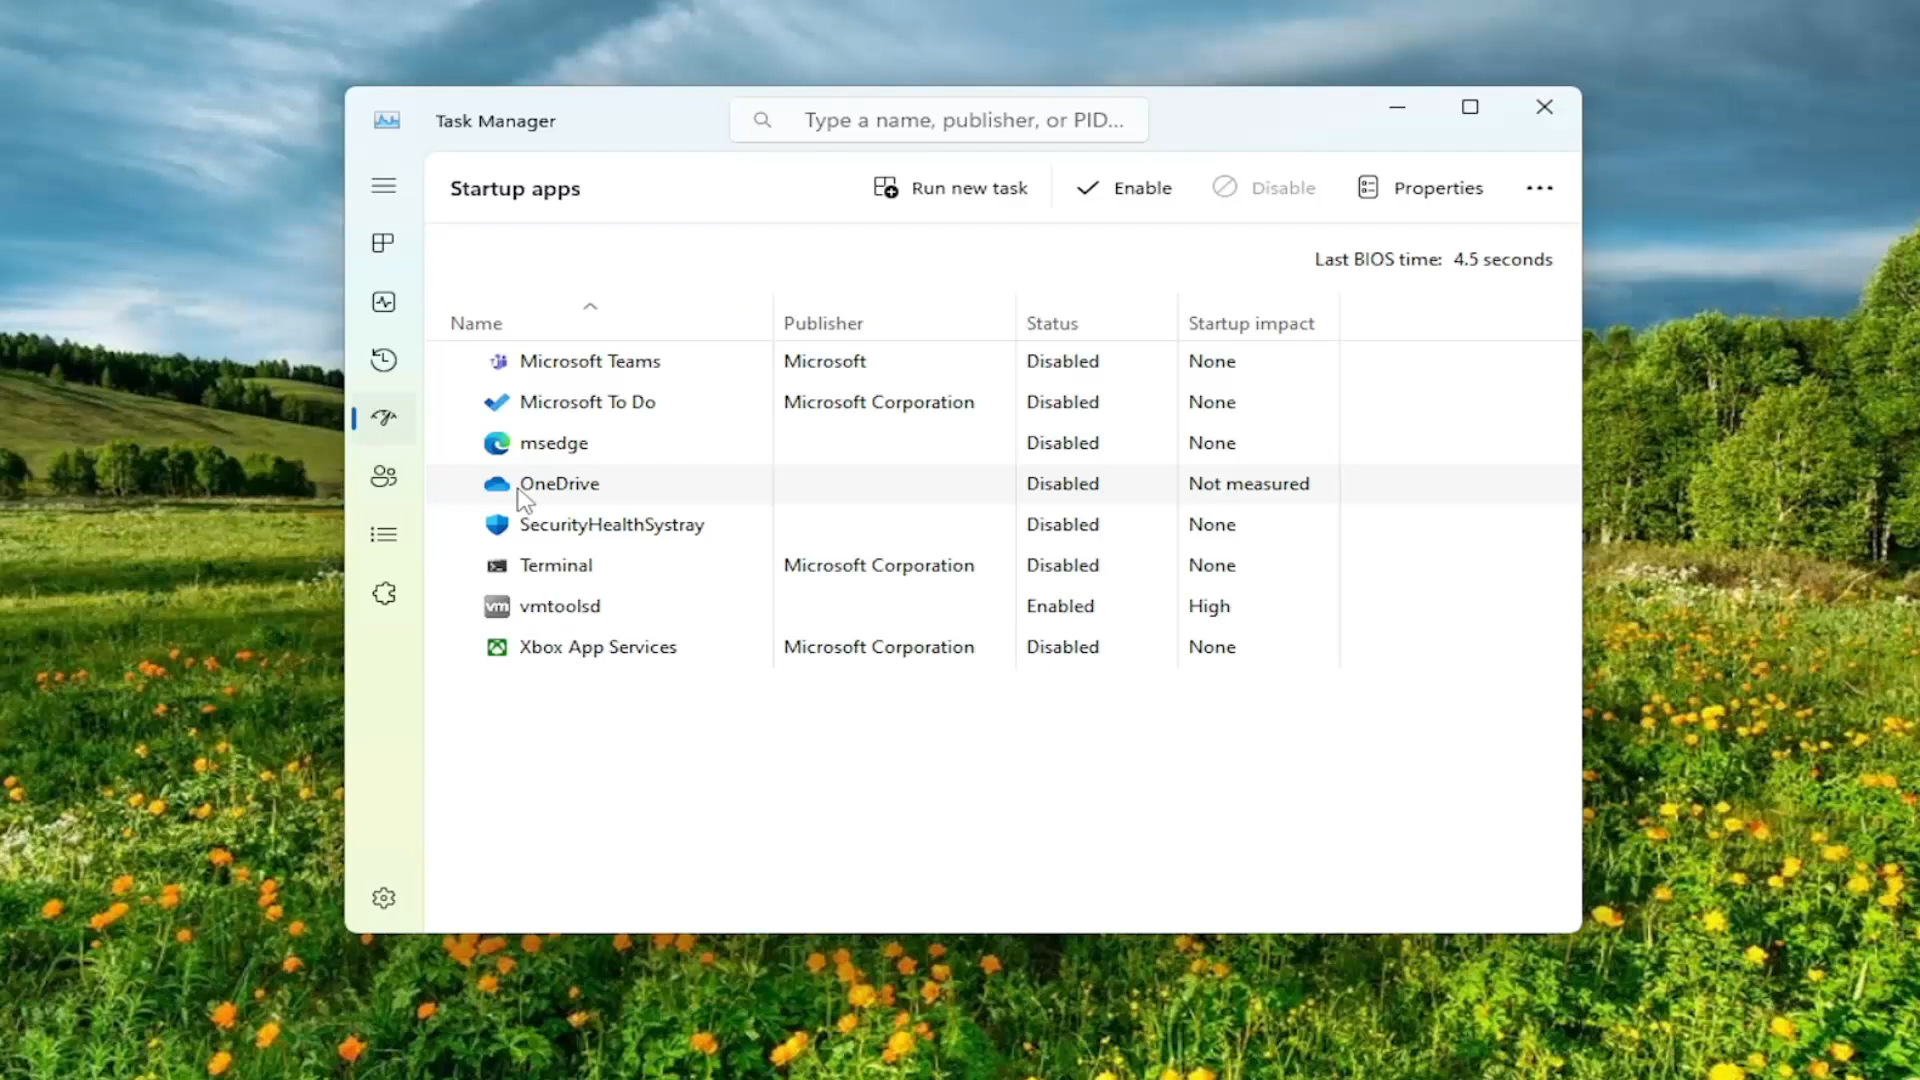 Task Manager
Type a name, publisher, or PID...
Startup apps
Run new task
Enable
Disable
Properties
Last BIOS time: 4.5 seconds
Name Publisher Status Startup impact
Microsoft Teams Microsoft Disabled None
Microsoft To Do Microsoft Corporation Disabled None
msedge Disabled None
OneDrive Disabled Not measured
SecurityHealthSystray Disabled None
Terminal Microsoft Corporation Disabled None
vm vmtoolsd Enabled High
Xbox App Services Microsoft Corporation Disabled None